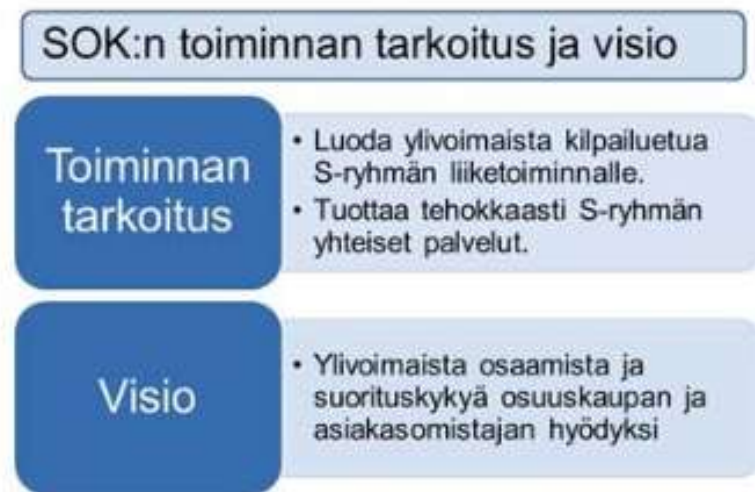 SOK:n toiminnan tarkoitus ja visio
Toiminnan
tarkoitus
• Luoda ylivoimaista kilpailuetua
S-ryhmän liiketoiminnalle.
• Tuottaa tehokkaasti S-ryhmän
yhteiset palvelut.
Visio
• Ylivoimaista osaamista ja
suorituskykyä osuuskaupan ja
asiakasomistajan hyödyksi